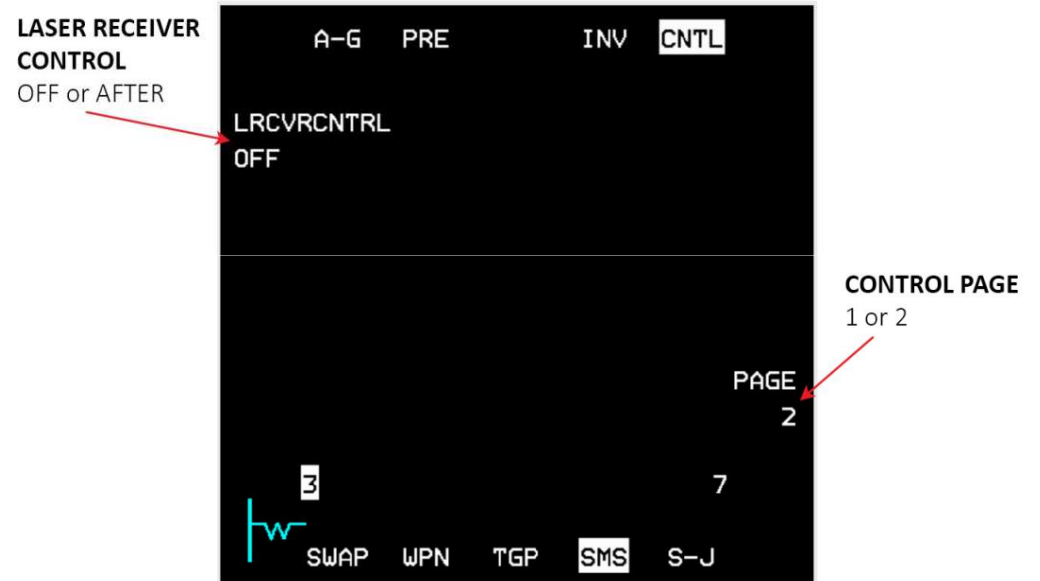 LASER RECEIVER
CONTROL
OFF or AFTER
A-G PRE INV CNTL
LRCVRCNTRL
OFF
CONTROL PAGE
1 or 2
PAGE
2
3 7
SWAP WPN TGP SMS S-J